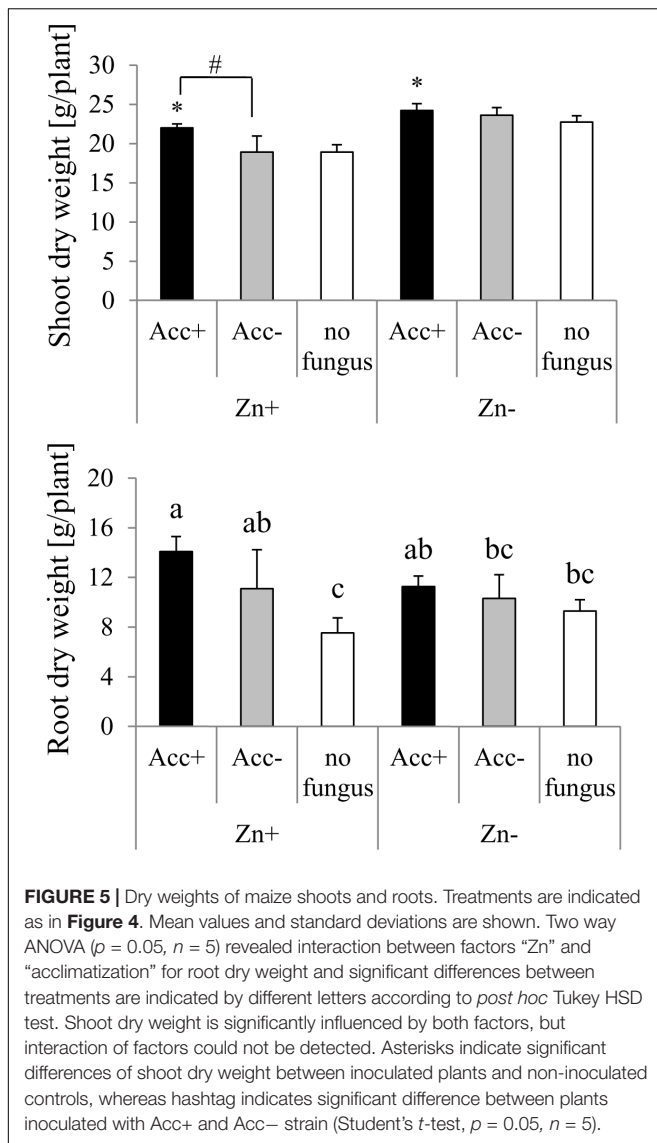 Shoot dry weight [g/plant]
30
25
20
15
10
5
0
#
*
*
Acc+ Acc- no fungus Acc+ Acc- no fungus
Zn+ Zn-
Root dry weight [g/plant]
20
16
12
8
4
0
a ab c ab bc bc
Acc+ Acc- no fungus Acc+ Acc- no fungus
Zn+ Zn-
FIGURE 5 | Dry weights of maize shoots and roots. Treatments are indicated
as in Figure 4. Mean values and standard deviations are shown. Two way
ANOVA (p = 0.05, n = 5) revealed interaction between factors “Zn” and
“acclimatization” for root dry weight and significant differences between
treatments are indicated by different letters according to post hoc Tukey HSD
test. Shoot dry weight is significantly influenced by both factors, but
interaction of factors could not be detected. Asterisks indicate significant
differences of shoot dry weight between inoculated plants and non-inoculated
controls, whereas hashtag indicates significant difference between plants
inoculated with Acc+ and Acc− strain (Student’s t-test, p = 0.05, n = 5).